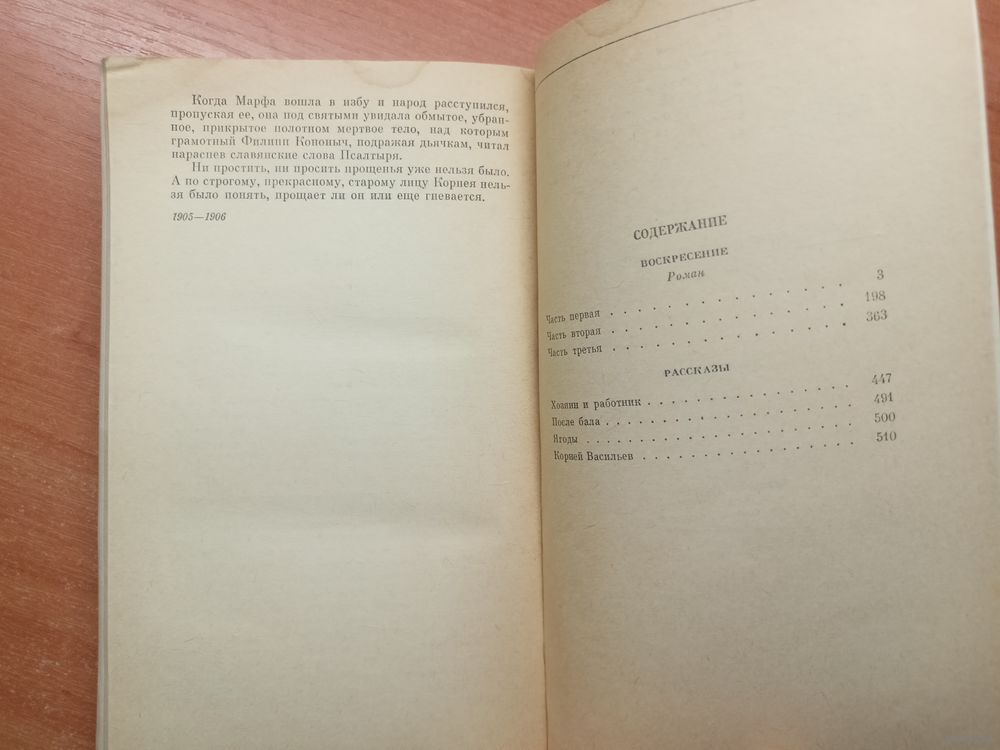 Когда Марфа вошла в избу и народ расступился,
пропуская ее, она под святыми увидала обмытое, убран-
ное, прикрытое полотном мертвое тело, над которым
грамотный Филипп Кононыч, подражая дьячкам, читал
нараспев славянские слова Псалтыря.
Ни простить, ни просить прощенья уже нельзя было.
А по строгому, прекрасному, старому лицу Корнея нель-
зя было понять, прощает ли он или еще гневается.
1905—1906
СОДЕРЖАНИЕ
ВОСКРЕСЕНИЕ
Роман
Часть первая . . . . . . . . . . . . . 3
Часть вторая . . . . . . . . . . . . . 198
Часть третья . . . . . . . . . . . . . 363
РАССКАЗЫ
Хозяин и работник . . . . . . . . . . . 447
После бала . . . . . . . . . . . . . 491
Ягоды . . . . . . . . . . . . . . 500
Корней Васильев . . . . . . . . . . . 510